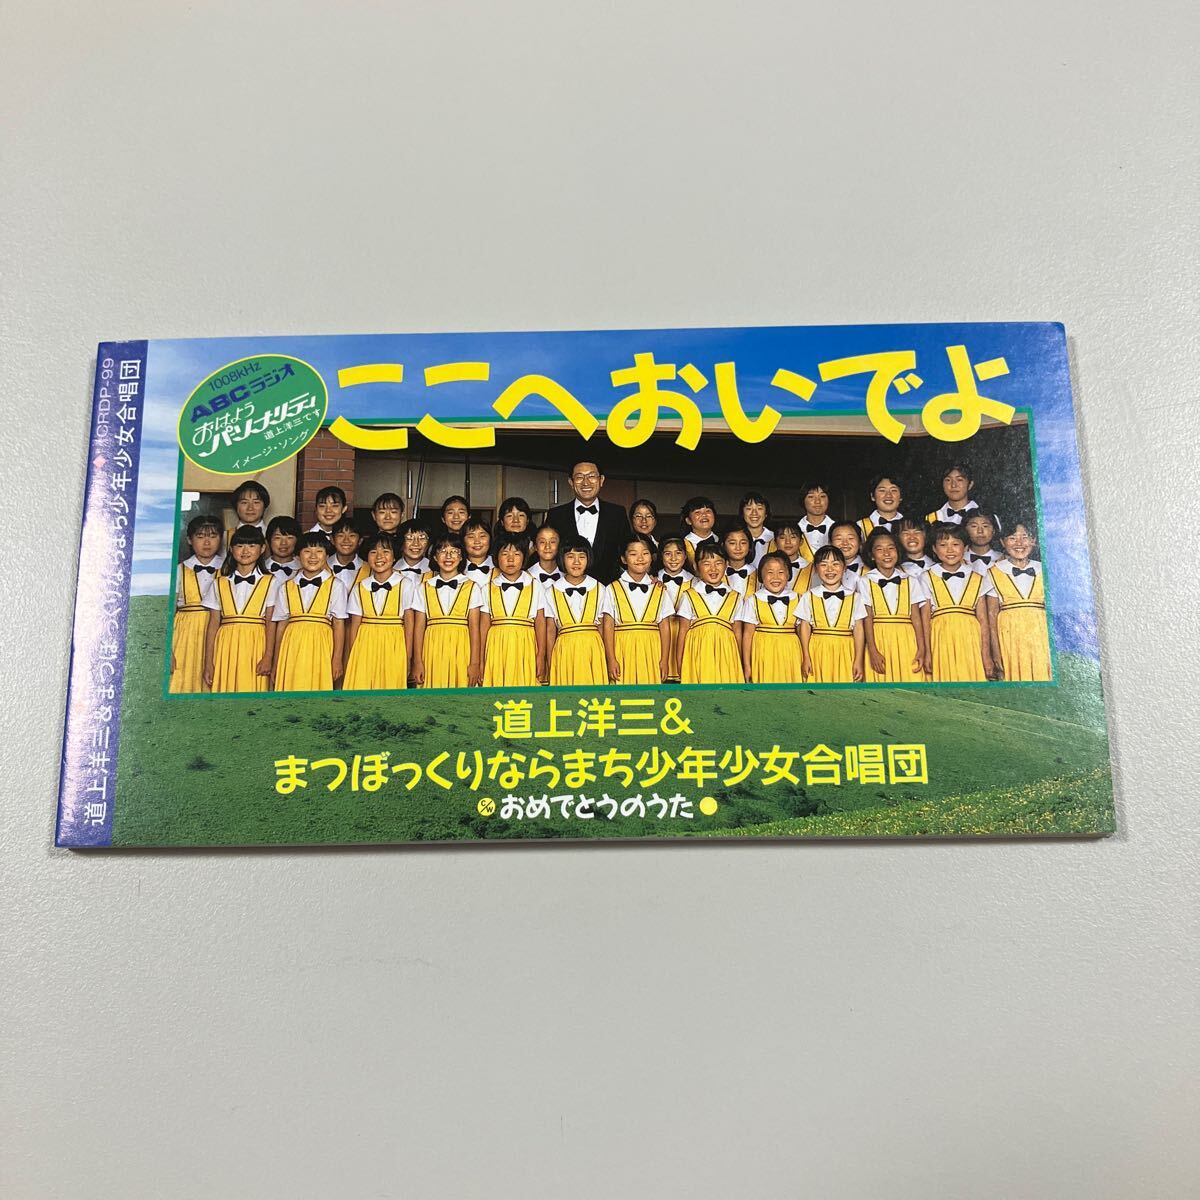 1008kHz
ABCラジオ
おはよう
パーソナリティ
道上洋三です
イメージ・ソング
ここへおいでよ
道上洋三&
まつぼっくりならまち少年少女合唱団
C/W おめでとうのうた
CRDP-99
道上洋三&まつぼっくりならまち少年少女合唱団